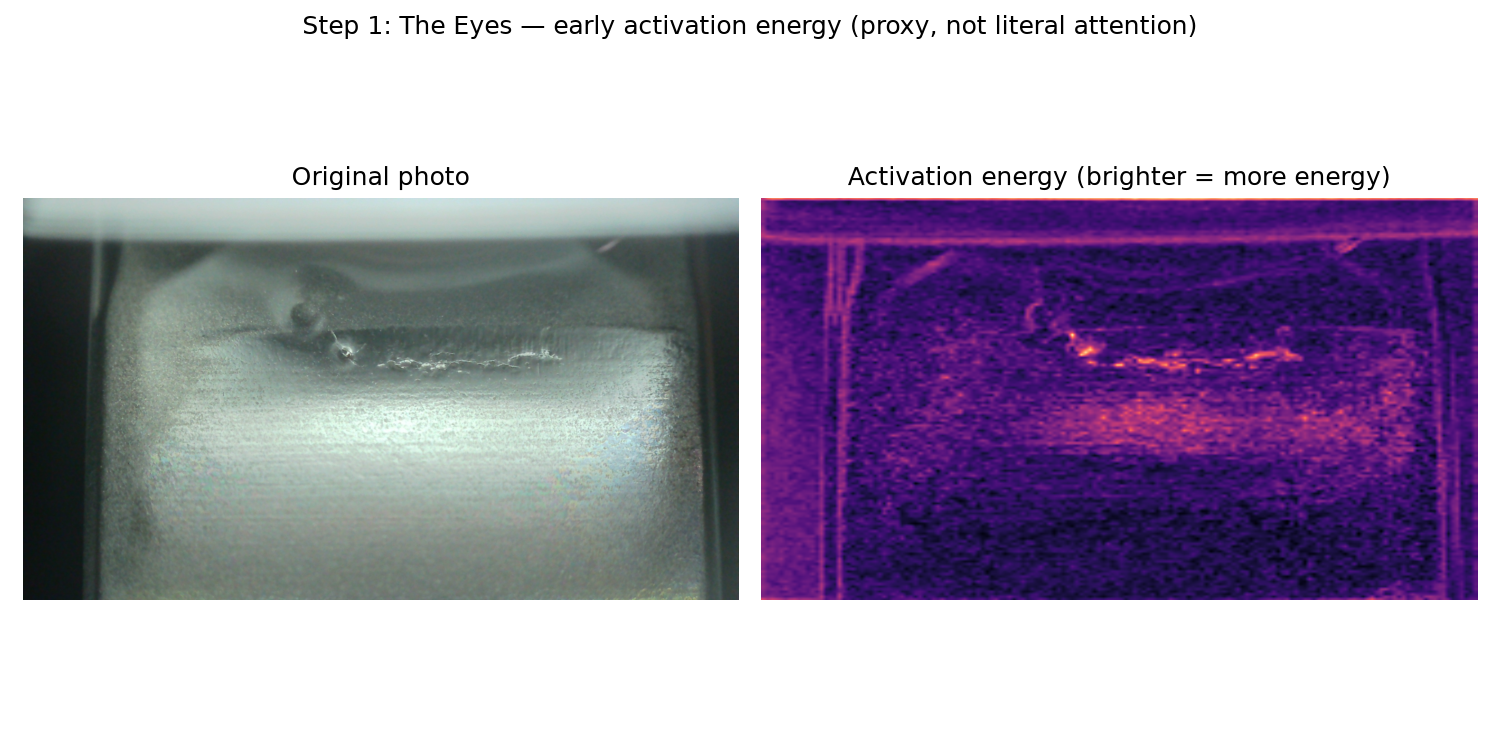 Step 1: The Eyes — early activation energy (proxy, not literal attention)
Original photo
Activation energy (brighter = more energy)